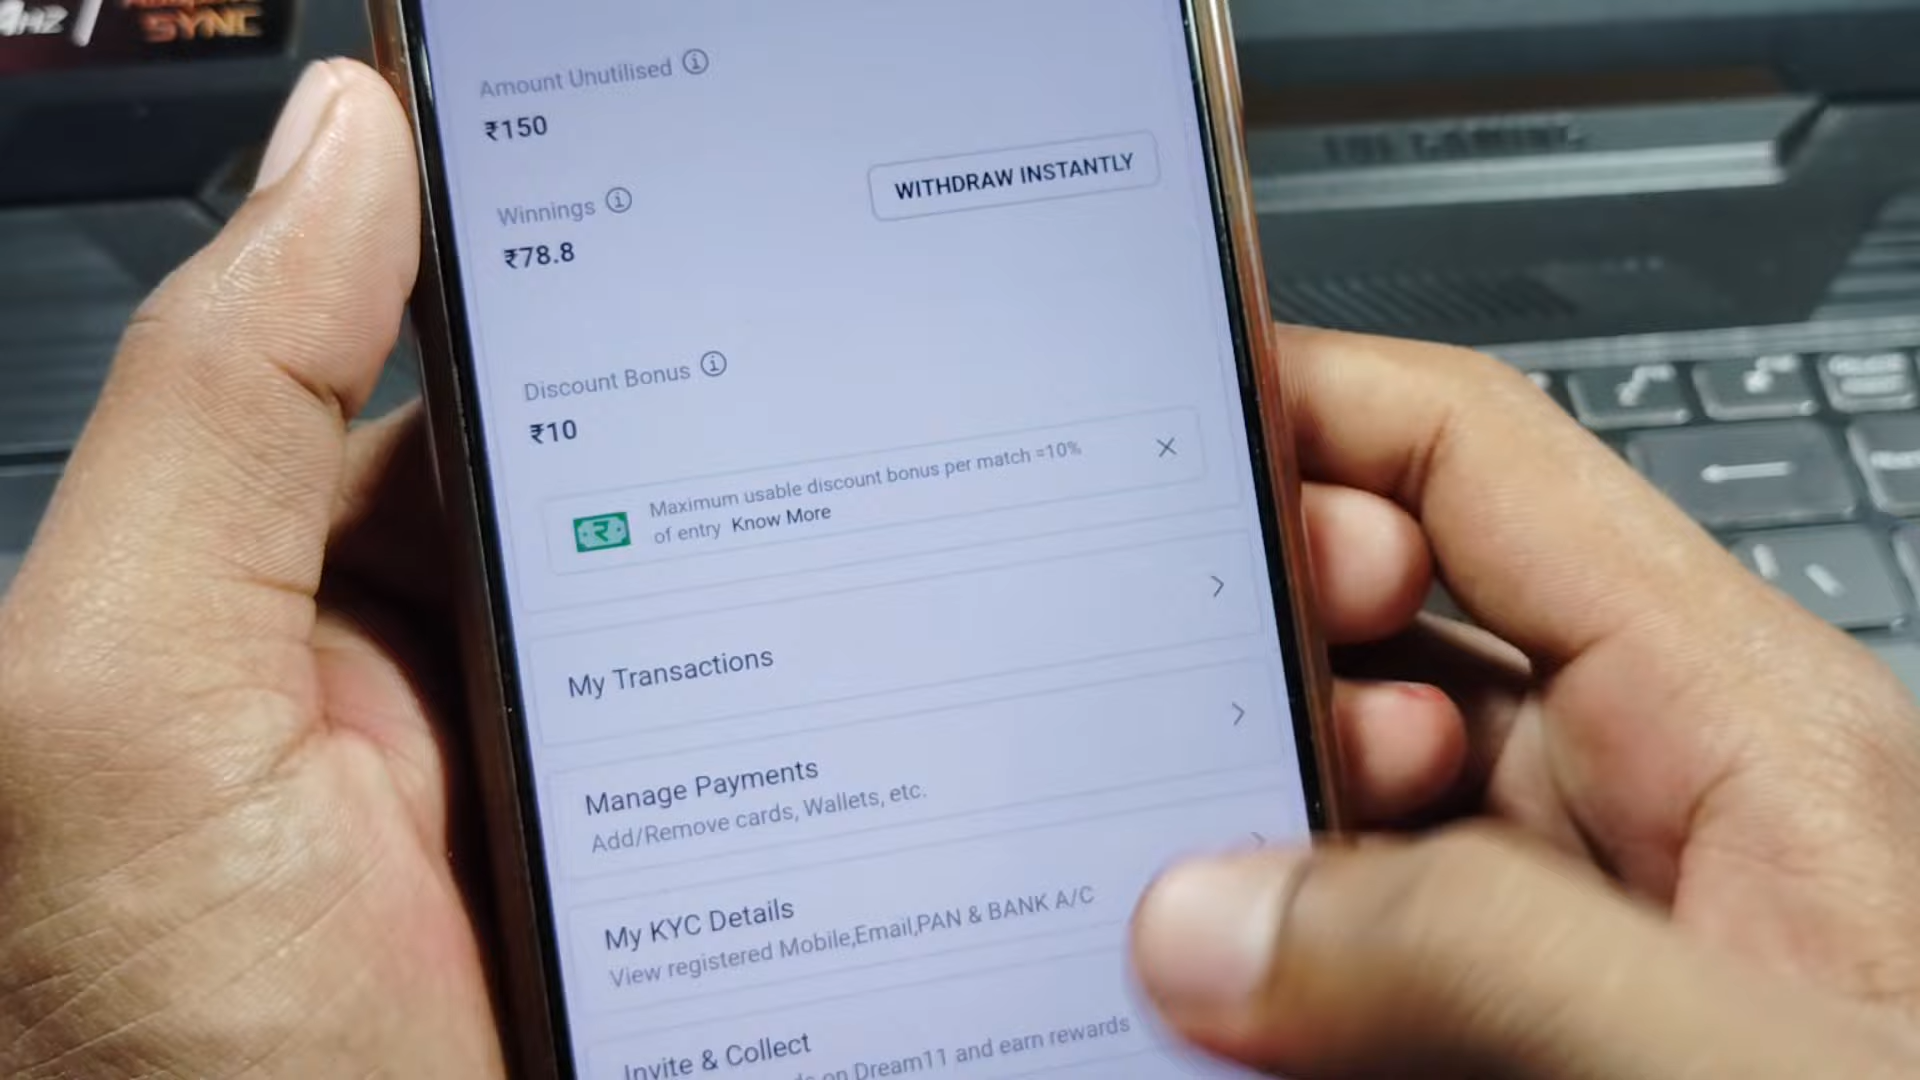 SYNC
Amount Unutilised
₹150
Winnings
₹78.8
WITHDRAW INSTANTLY
Discount Bonus
₹10
Maximum usable discount bonus per match =10%
of entry Know More
My Transactions
Manage Payments
Add/Remove cards, Wallets, etc.
My KYC Details
View registered Mobile,Email,PAN & BANK A/C
Invite & Collect
on Dream11 and earn rewards